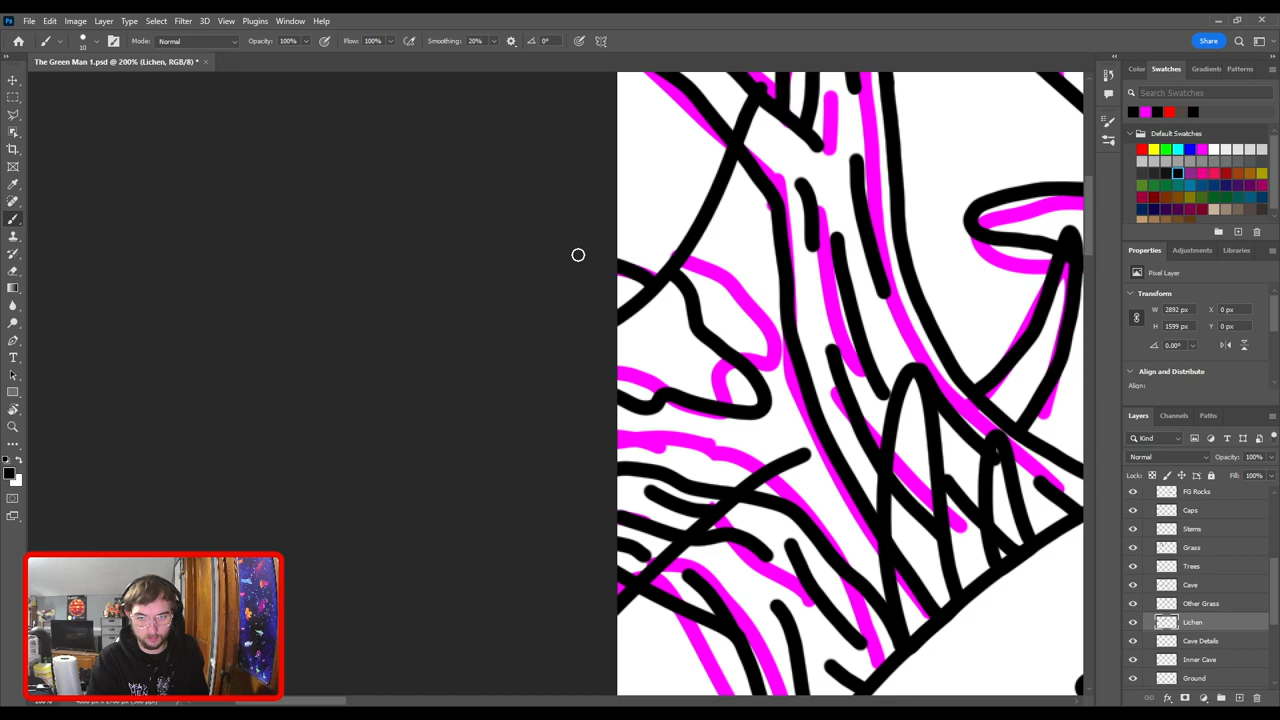 Ps File Edit Image Layer Type Select Filter 3D View Plugins Window Help
10 Mode: Normal Opacity: 100% Flow: 100% Smoothing: 20% 0° Share
The Green Man 1.psd @ 200% (Lichen, RGB/8) * ×
Color Swatches Gradients Patterns
Search Swatches
Default Swatches
Properties Adjustments Libraries
Pixel Layer
Transform
W 2892 px X 0 px
H 1599 px Y 0 px
0.00°
Align and Distribute
Align:
Layers Channels Paths
Kind
Normal Opacity: 100%
Lock: Fill: 100%
FG Rocks
Caps
Stems
Grass
Trees
Cave
Other Grass
Lichen
Cave Details
Inner Cave
Ground